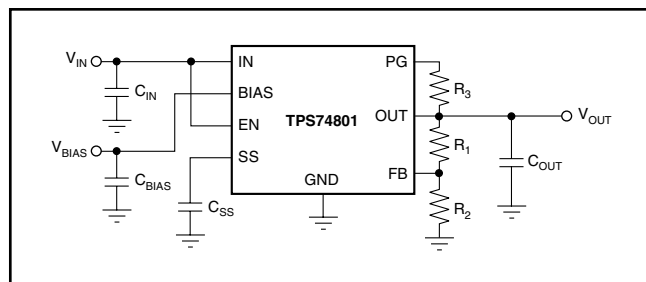 V_IN
C_IN
V_BIAS
C_BIAS
C_SS
IN
BIAS
EN
SS
TPS74801
GND
PG
OUT
FB
R_3
R_1
R_2
C_OUT
V_OUT